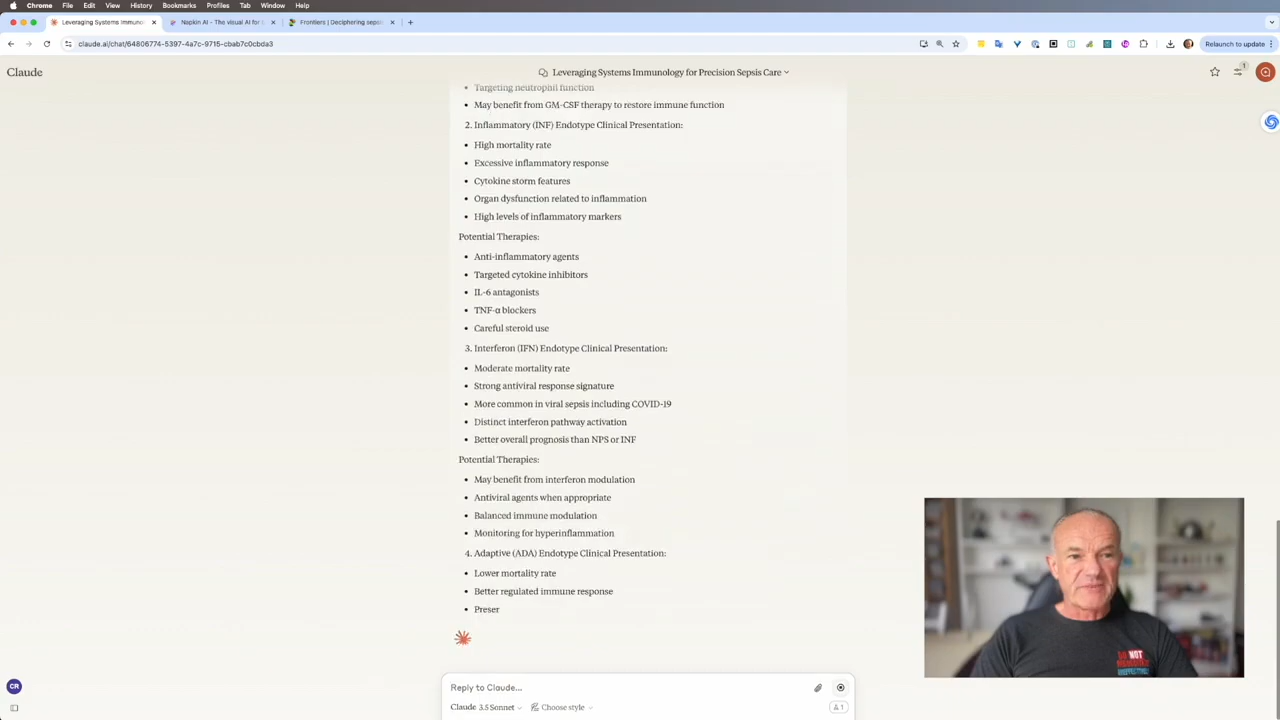 Chrome File Edit View History Bookmarks Profiles Tab Window Help
Leveraging Systems Immunolo
Napkin AI - The visual AI for b
Frontiers | Deciphering sepsi
claude.ai/chat/64806774-5397-4a7c-9715-cbab7c0cbda3
Relaunch to update
Claude
Leveraging Systems Immunology for Precision Sepsis Care
1
• Targeting neutrophil function
• May benefit from GM-CSF therapy to restore immune function
2. Inflammatory (INF) Endotype Clinical Presentation:
• High mortality rate
• Excessive inflammatory response
• Cytokine storm features
• Organ dysfunction related to inflammation
• High levels of inflammatory markers
Potential Therapies:
• Anti-inflammatory agents
• Targeted cytokine inhibitors
• IL-6 antagonists
• TNF-α blockers
• Careful steroid use
3. Interferon (IFN) Endotype Clinical Presentation:
• Moderate mortality rate
• Strong antiviral response signature
• More common in viral sepsis including COVID-19
• Distinct interferon pathway activation
• Better overall prognosis than NPS or INF
Potential Therapies:
• May benefit from interferon modulation
• Antiviral agents when appropriate
• Balanced immune modulation
• Monitoring for hyperinflammation
4. Adaptive (ADA) Endotype Clinical Presentation:
• Lower mortality rate
• Better regulated immune response
• Preser
DO NOT
CR
Reply to Claude...
Claude 3.5 Sonnet
Choose style
1